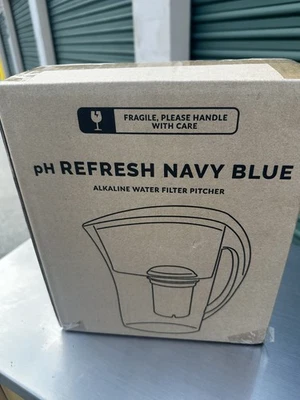 FRAGILE, PLEASE HANDLE
WITH CARE
pH REFRESH NAVY BLUE
ALKALINE WATER FILTER PITCHER